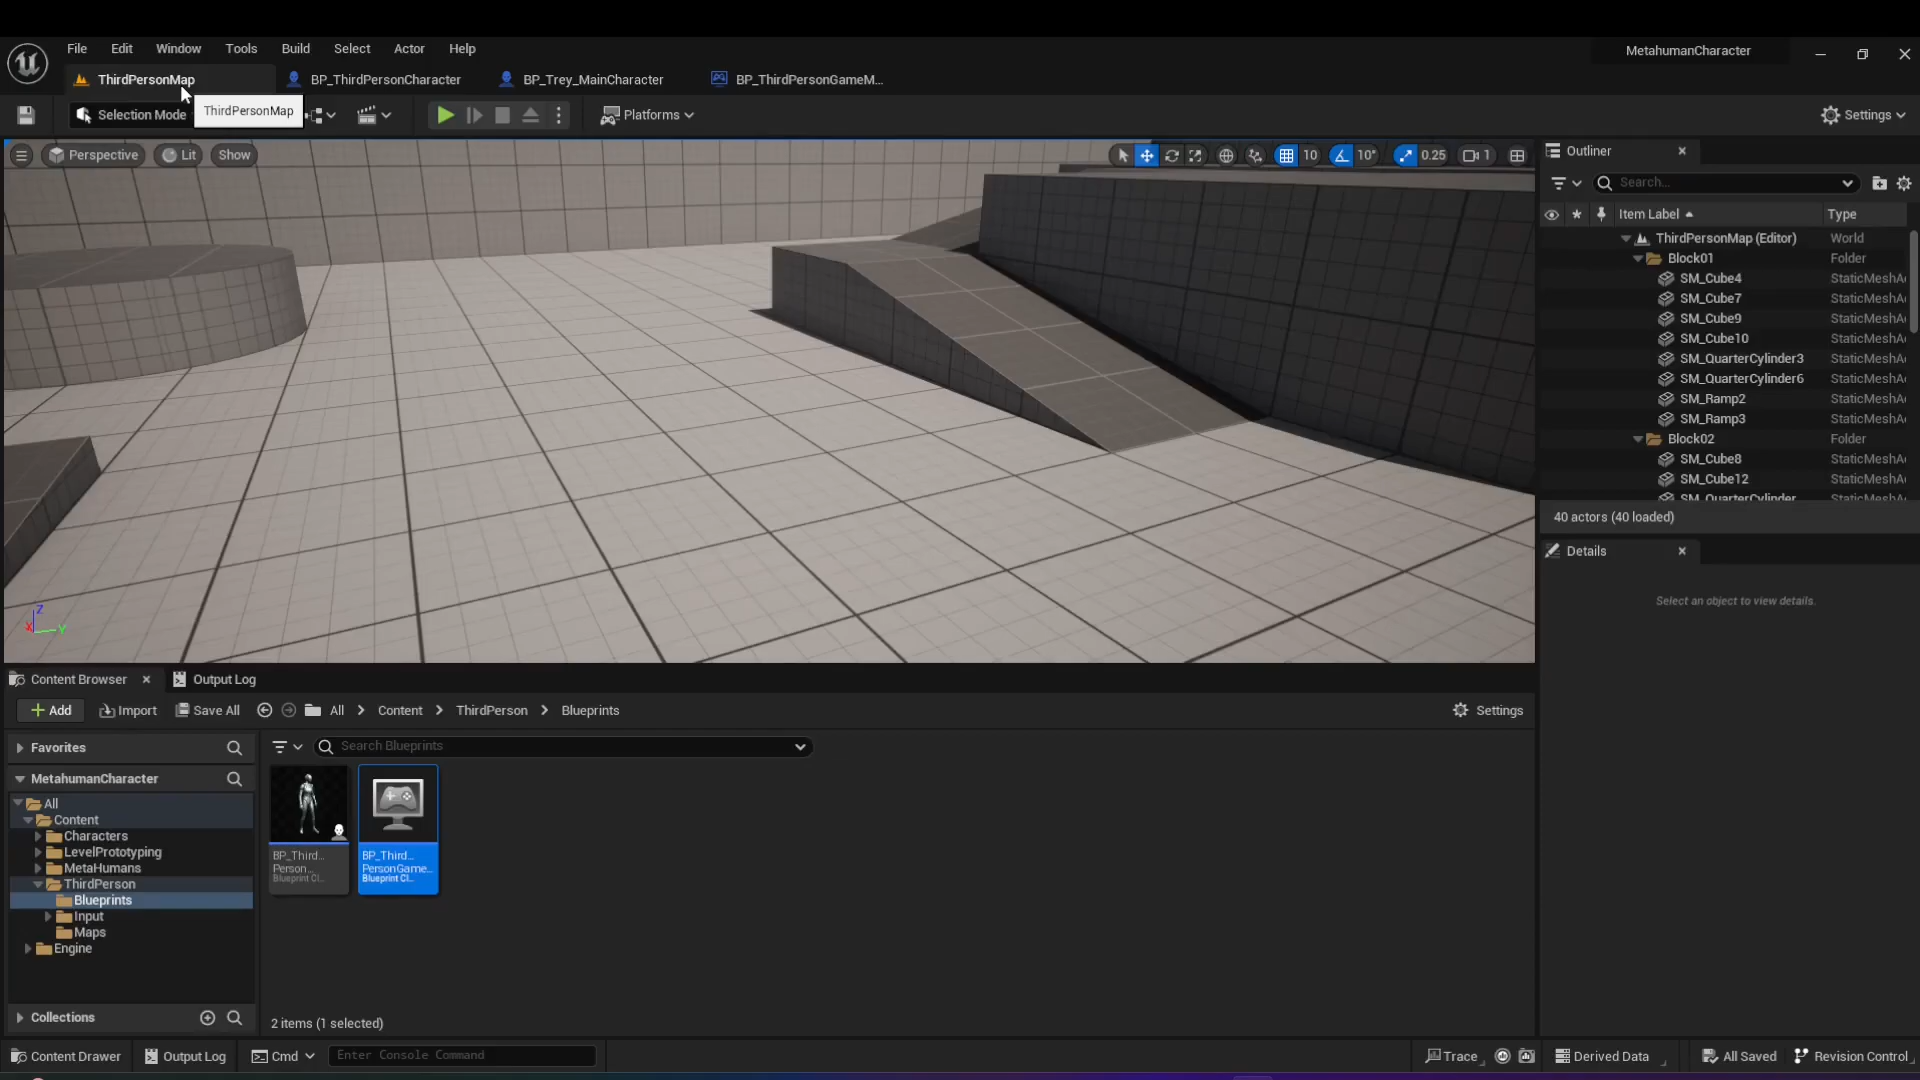 File Edit Window Tools Build Select Actor Help
MetahumanCharacter
ThirdPersonMap BP_ThirdPersonCharacter BP_Trey_MainCharacter BP_ThirdPersonGameM...
Selection Mode ThirdPersonMap Platforms Settings
Perspective Lit Show 10 10° 0.25 1
Outliner
Search...
Item Label Type
ThirdPersonMap (Editor) World
Block01 Folder
SM_Cube4 StaticMeshA
SM_Cube7 StaticMeshA
SM_Cube9 StaticMeshA
SM_Cube10 StaticMeshA
SM_QuarterCylinder3 StaticMeshA
SM_QuarterCylinder6 StaticMeshA
SM_Ramp2 StaticMeshA
SM_Ramp3 StaticMeshA
Block02 Folder
SM_Cube8 StaticMeshA
SM_Cube12 StaticMeshA
SM_QuarterCylinder StaticMeshA
40 actors (40 loaded)
Details
Select an object to view details.
Z
X Y
Content Browser Output Log
Add Import Save All All Content ThirdPerson Blueprints Settings
Favorites
Search Blueprints
MetahumanCharacter
All
Content
Characters
LevelPrototyping
MetaHumans
ThirdPerson
Blueprints
Input
Maps
Engine
BP_Third...
Person...
Blueprint Cl...
BP_Third...
PersonGame...
Blueprint Cl...
Collections
2 items (1 selected)
Content Drawer Output Log Cmd Enter Console Command Trace Derived Data All Saved Revision Control